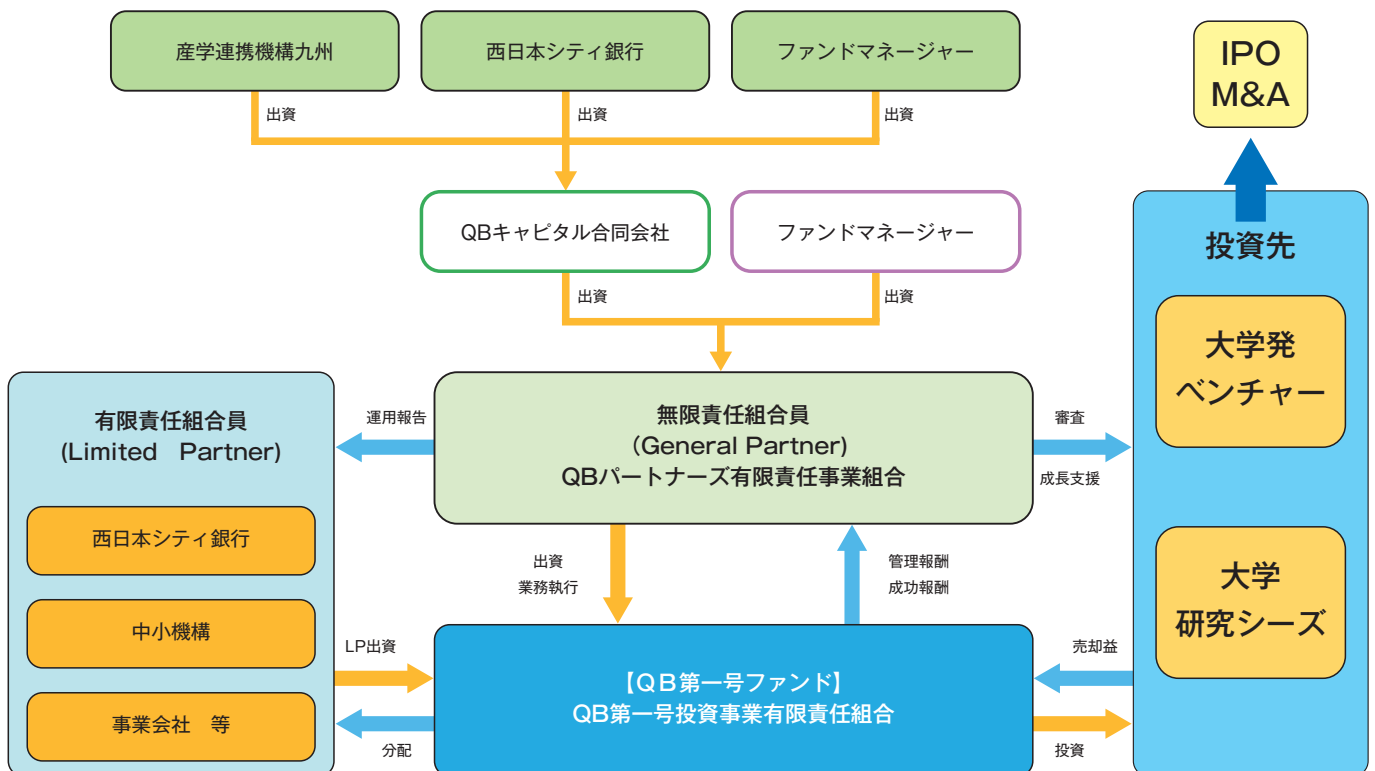 産学連携機構九州
西日本シティ銀行
ファンドマネージャー
出資
出資
出資
IPO
M&A
QBキャピタル合同会社
ファンドマネージャー
出資
出資
投資先
大学発
ベンチャー
大学
研究シーズ
有限責任組合員
(Limited　Partner)
西日本シティ銀行
中小機構
事業会社　等
運用報告
無限責任組合員
（General Partner)
QBパートナーズ有限責任事業組合
審査
成長支援
出資
業務執行
管理報酬
成功報酬
LP出資
分配
【ＱＢ第一号ファンド】
QB第一号投資事業有限責任組合
売却益
投資